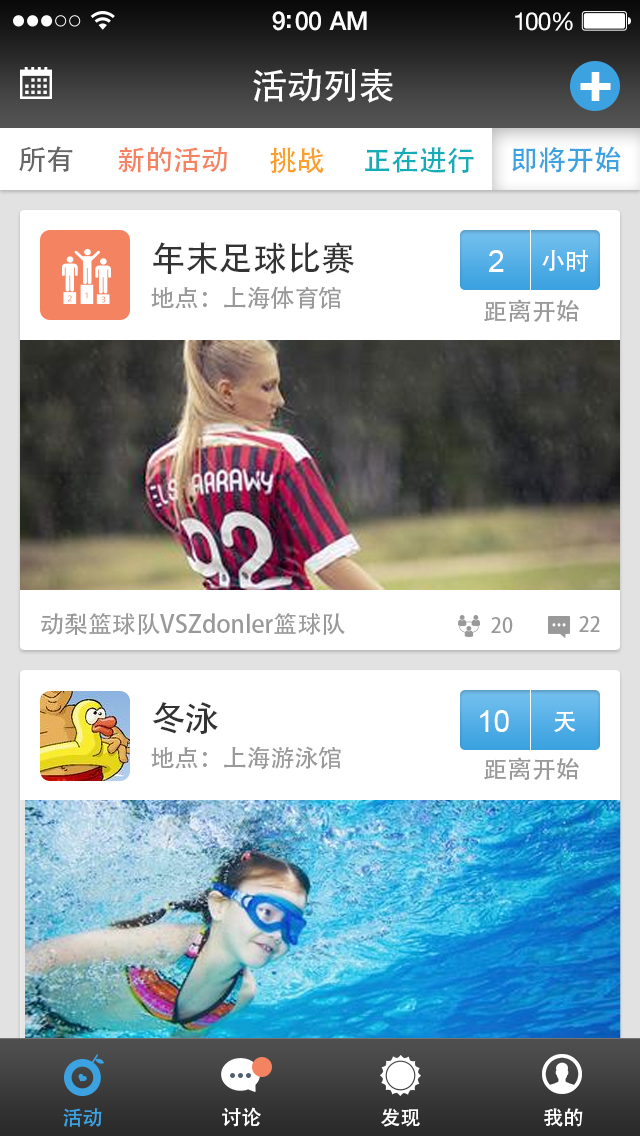 9:00 AM
100%
活动列表
所有
新的活动
挑战
正在进行
即将开始
年末足球比赛
地点：上海体育馆
2 小时
距离开始
92
动梨篮球队VSZdonler篮球队
20
22
冬泳
地点：上海游泳馆
10 天
距离开始
活动
讨论
发现
我的